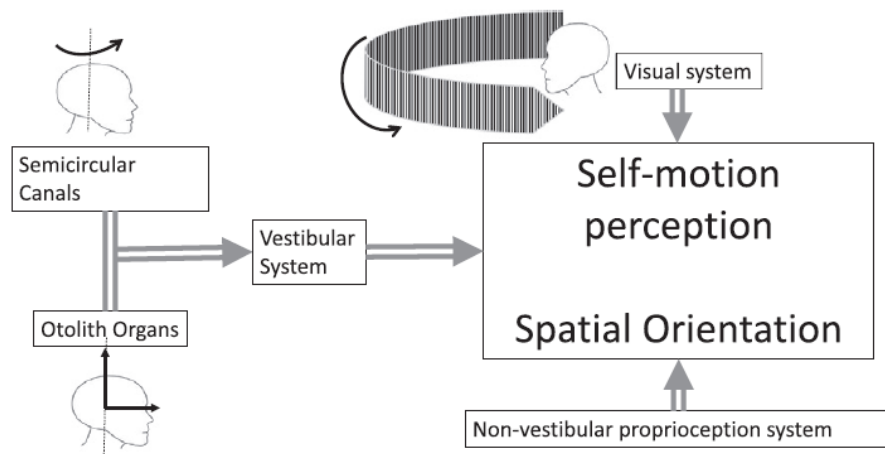 Visual system
Semicircular
Canals
Self-motion
perception
Vestibular
System
Spatial Orientation
Otolith Organs
Non-vestibular proprioception system